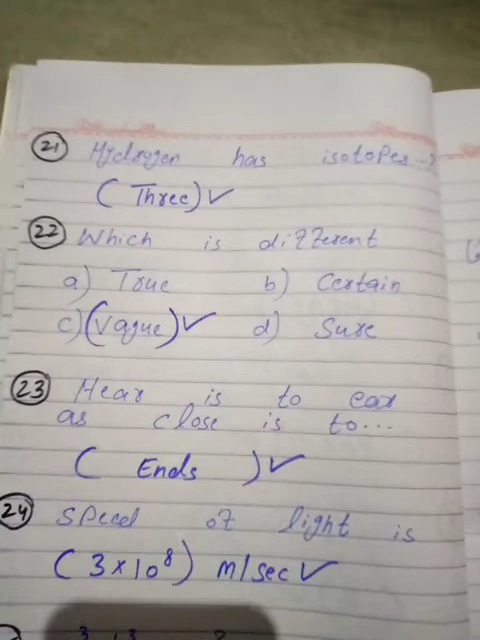 21 Hydrogen has isotopes...?
(Three) ✓
22 Which is different
a) True b) Certain
c) (Vague) ✓ d) Sure
23 Hear is to ear
as close is to...
( Ends ) ✓
24 Speed of light is
(3×10⁸) m/sec ✓